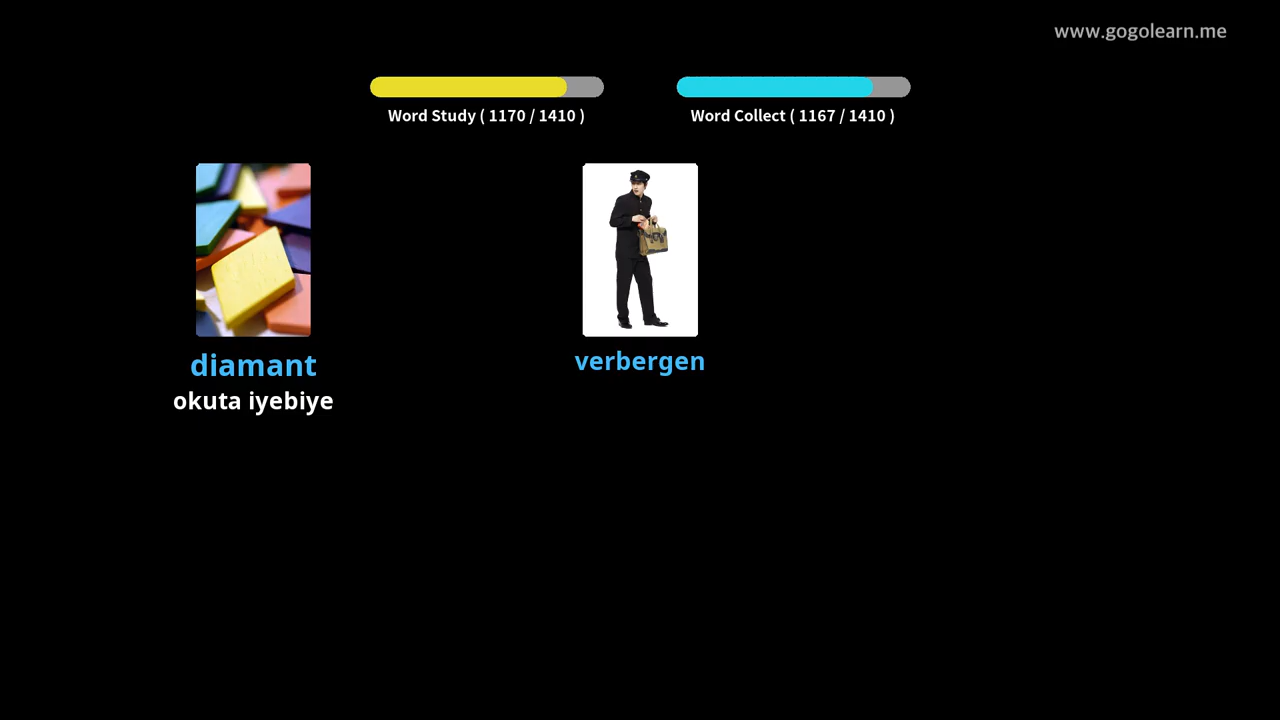 www.gogolearn.me
Word Study ( 1170 / 1410 )
Word Collect ( 1167 / 1410 )
diamant
okuta iyebiye
verbergen